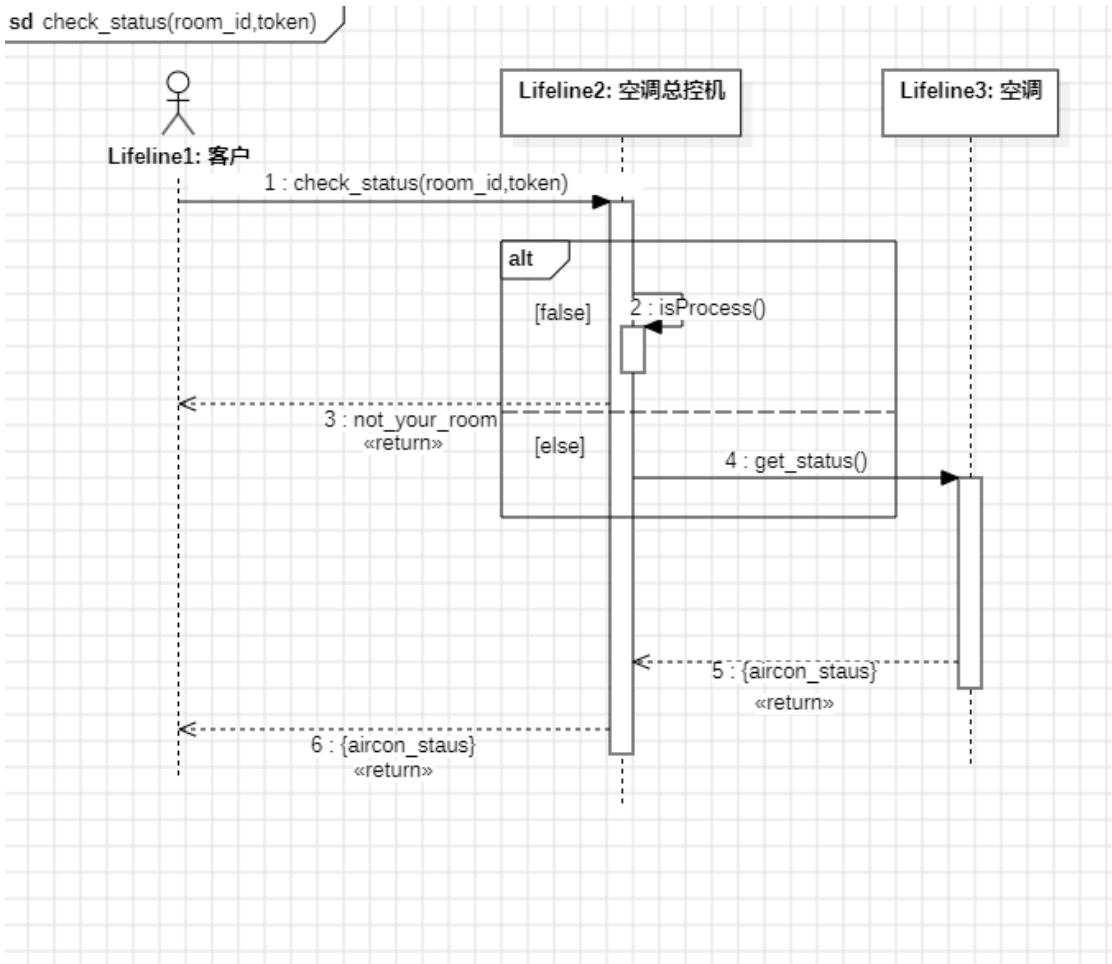 sd check_status(room_id,token)
Lifeline2: 空调总控机
Lifeline3: 空调
Lifeline1: 客户
1 : check_status(room_id,token)
alt
[false]
2 : isProcess()
3 : not_your_room
«return»
[else]
4 : get_status()
5 : {aircon_staus}
«return»
6 : {aircon_staus}
«return»